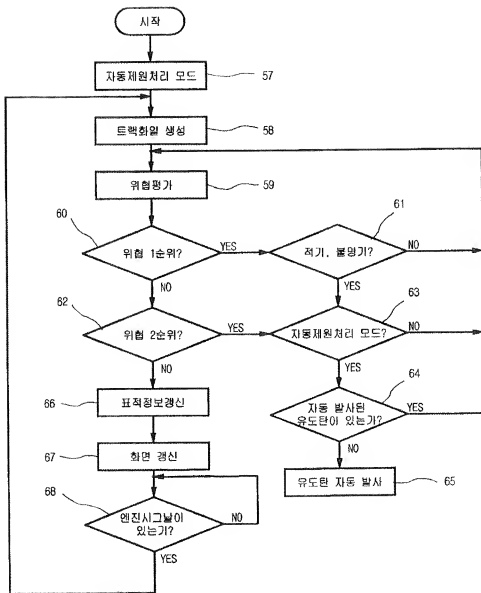 시작
자동제원처리 모드
57
트랙화일 생성
58
위협평가
59
60
위협 1순위?
YES
NO
61
적기, 불명기?
NO
YES
62
위협 2순위?
YES
NO
63
자동제원처리 모드?
NO
YES
64
자동 발사된
유도탄이 있는가?
YES
NO
66
표적정보갱신
유도탄 자동 발사
65
67
화면 갱신
68
엔진시그날이
있는가?
NO
YES